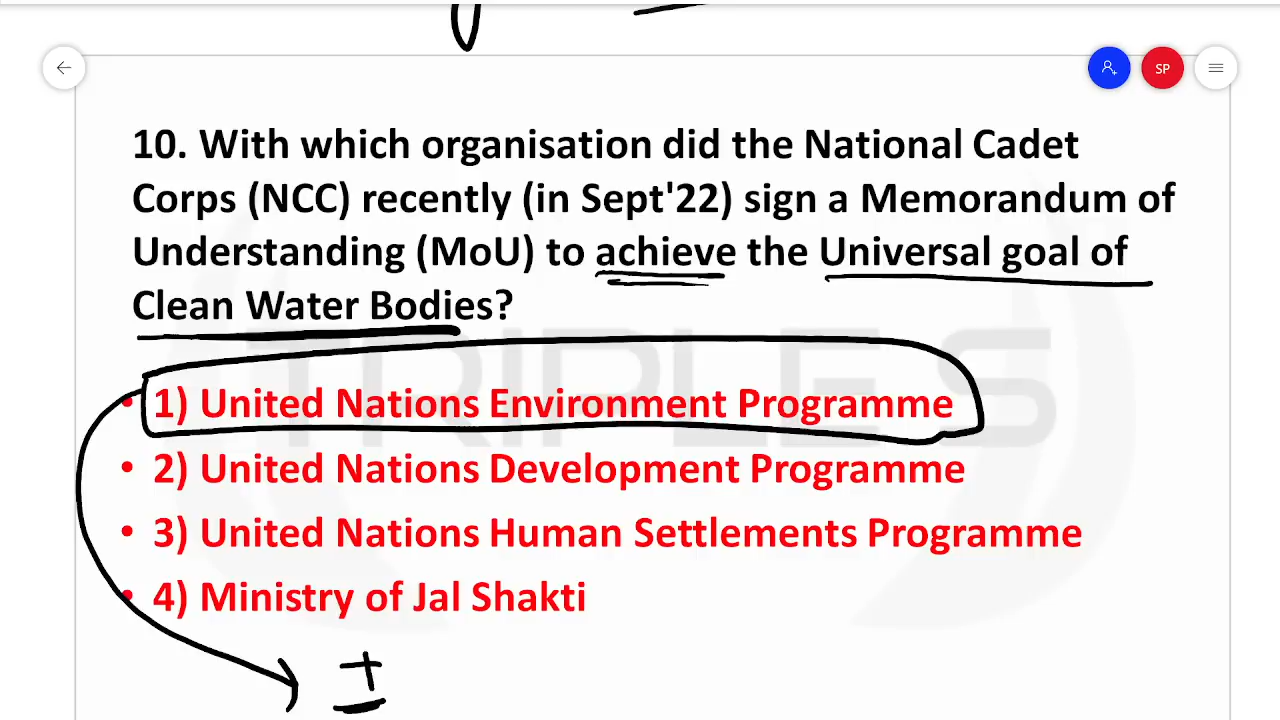 SP
10. With which organisation did the National Cadet
Corps (NCC) recently (in Sept'22) sign a Memorandum of
Understanding (MoU) to achieve the Universal goal of
Clean Water Bodies?
• 1) United Nations Environment Programme
• 2) United Nations Development Programme
• 3) United Nations Human Settlements Programme
• 4) Ministry of Jal Shakti
TRIPLE S